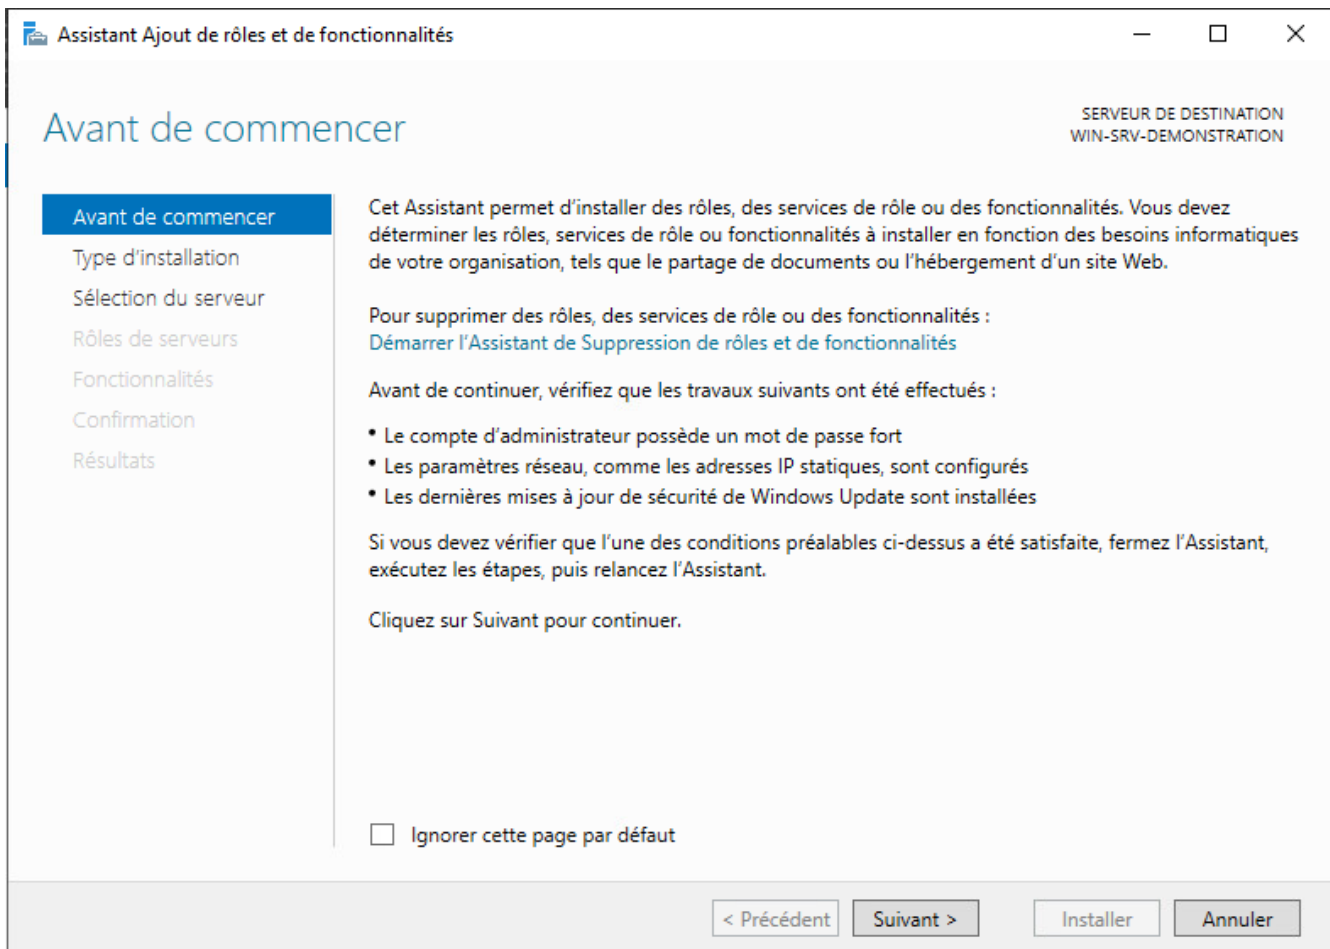 Assistant Ajout de rôles et de fonctionnalités
Avant de commencer
SERVEUR DE DESTINATION
WIN-SRV-DEMONSTRATION
Avant de commencer
Type d'installation
Sélection du serveur
Rôles de serveurs
Fonctionnalités
Confirmation
Résultats
Cet Assistant permet d'installer des rôles, des services de rôle ou des fonctionnalités. Vous devez
déterminer les rôles, services de rôle ou fonctionnalités à installer en fonction des besoins informatiques
de votre organisation, tels que le partage de documents ou l'hébergement d'un site Web.
Pour supprimer des rôles, des services de rôle ou des fonctionnalités :
Démarrer l'Assistant de Suppression de rôles et de fonctionnalités
Avant de continuer, vérifiez que les travaux suivants ont été effectués :
• Le compte d'administrateur possède un mot de passe fort
• Les paramètres réseau, comme les adresses IP statiques, sont configurés
• Les dernières mises à jour de sécurité de Windows Update sont installées
Si vous devez vérifier que l'une des conditions préalables ci-dessus a été satisfaite, fermez l'Assistant,
exécutez les étapes, puis relancez l'Assistant.
Cliquez sur Suivant pour continuer.
Ignorer cette page par défaut
< Précédent
Suivant >
Installer
Annuler